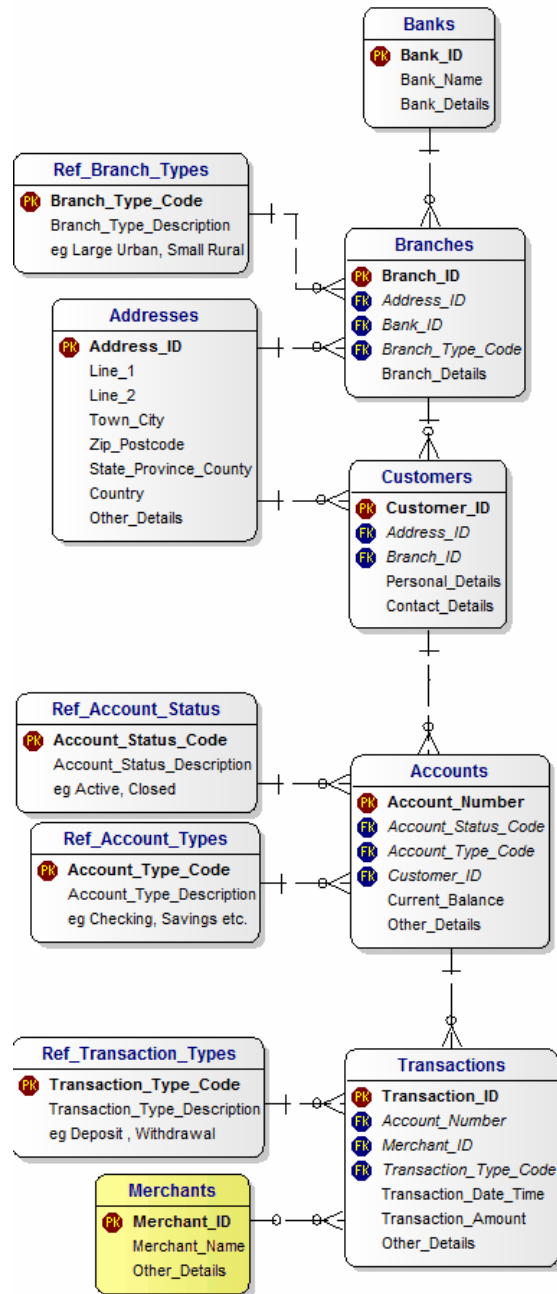 Banks
PK Bank_ID
Bank_Name
Bank_Details
Ref_Branch_Types
PK Branch_Type_Code
Branch_Type_Description
eg Large Urban, Small Rural
Branches
PK Branch_ID
FK Address_ID
FK Bank_ID
FK Branch_Type_Code
Branch_Details
Addresses
PK Address_ID
Line_1
Line_2
Town_City
Zip_Postcode
State_Province_County
Country
Other_Details
Customers
PK Customer_ID
FK Address_ID
FK Branch_ID
Personal_Details
Contact_Details
Ref_Account_Status
PK Account_Status_Code
Account_Status_Description
eg Active, Closed
Ref_Account_Types
PK Account_Type_Code
Account_Type_Description
eg Checking, Savings etc.
Accounts
PK Account_Number
FK Account_Status_Code
FK Account_Type_Code
FK Customer_ID
Current_Balance
Other_Details
Ref_Transaction_Types
PK Transaction_Type_Code
Transaction_Type_Description
eg Deposit , Withdrawal
Transactions
PK Transaction_ID
FK Account_Number
FK Merchant_ID
FK Transaction_Type_Code
Transaction_Date_Time
Transaction_Amount
Other_Details
Merchants
PK Merchant_ID
Merchant_Name
Other_Details